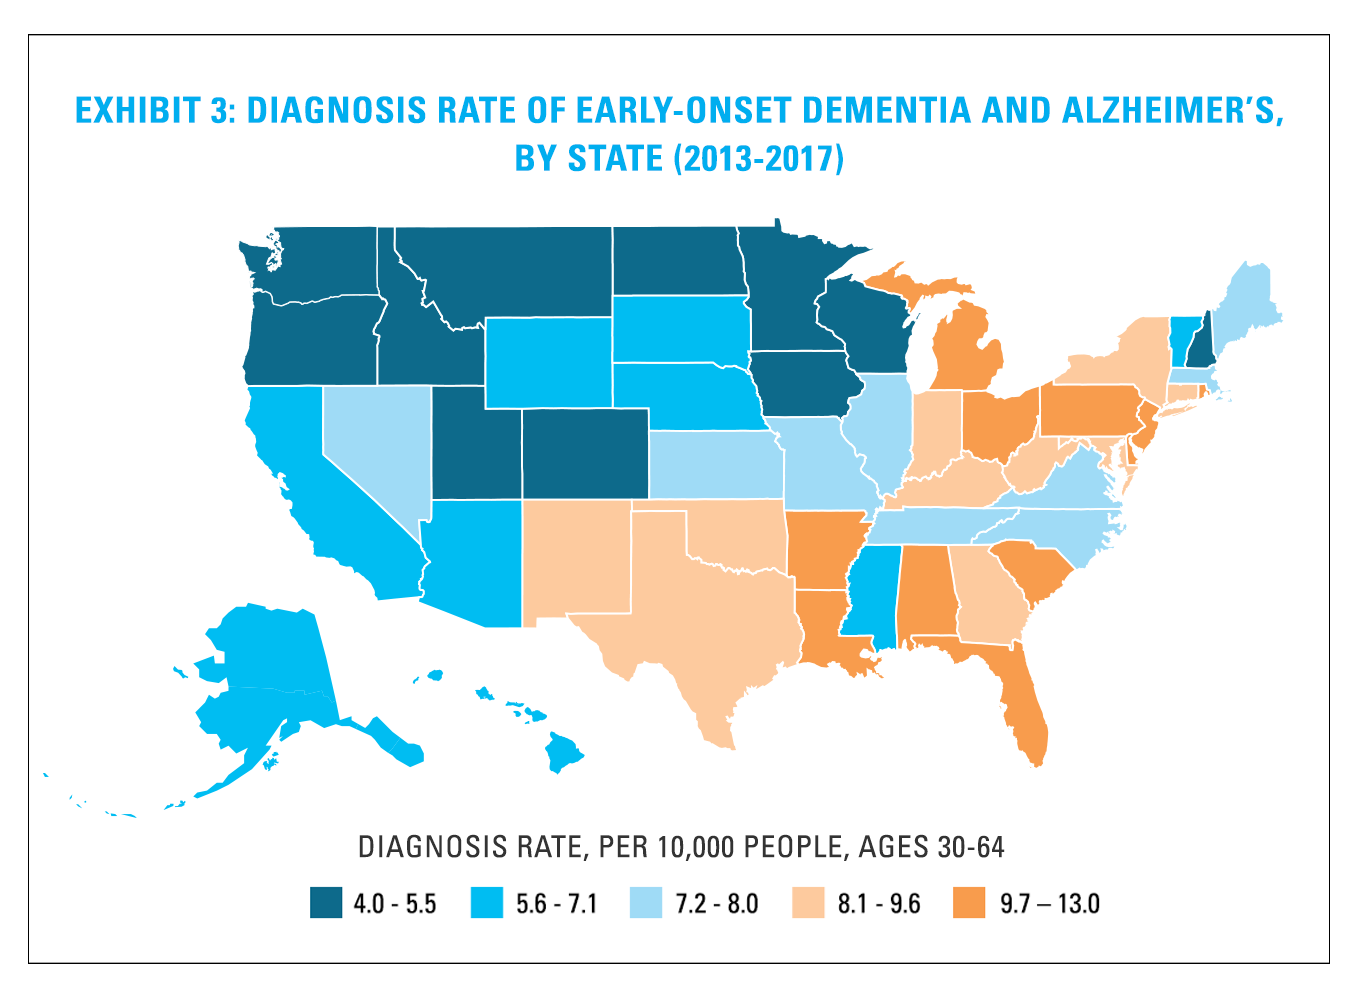 EXHIBIT 3: DIAGNOSIS RATE OF EARLY-ONSET DEMENTIA AND ALZHEIMER’S,
BY STATE (2013-2017)
DIAGNOSIS RATE, PER 10,000 PEOPLE, AGES 30-64
4.0 - 5.5 5.6 - 7.1 7.2 - 8.0 8.1 - 9.6 9.7 – 13.0